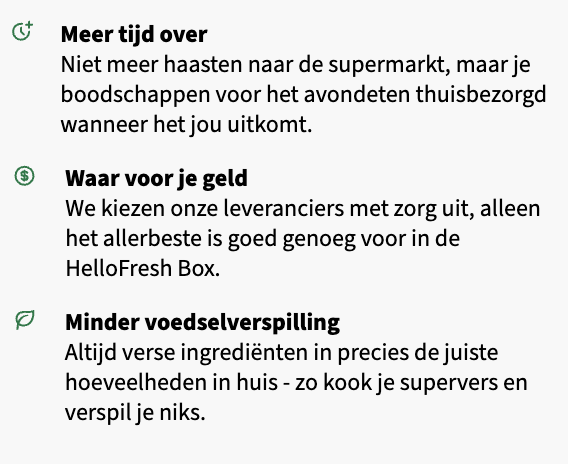 Meer tijd over
Niet meer haasten naar de supermarkt, maar je
boodschappen voor het avondeten thuisbezorgd
wanneer het jou uitkomt.
Waar voor je geld
We kiezen onze leveranciers met zorg uit, alleen
het allerbeste is goed genoeg voor in de
HelloFresh Box.
Minder voedselverspilling
Altijd verse ingrediënten in precies de juiste
hoeveelheden in huis - zo kook je supervers en
verspil je niks.